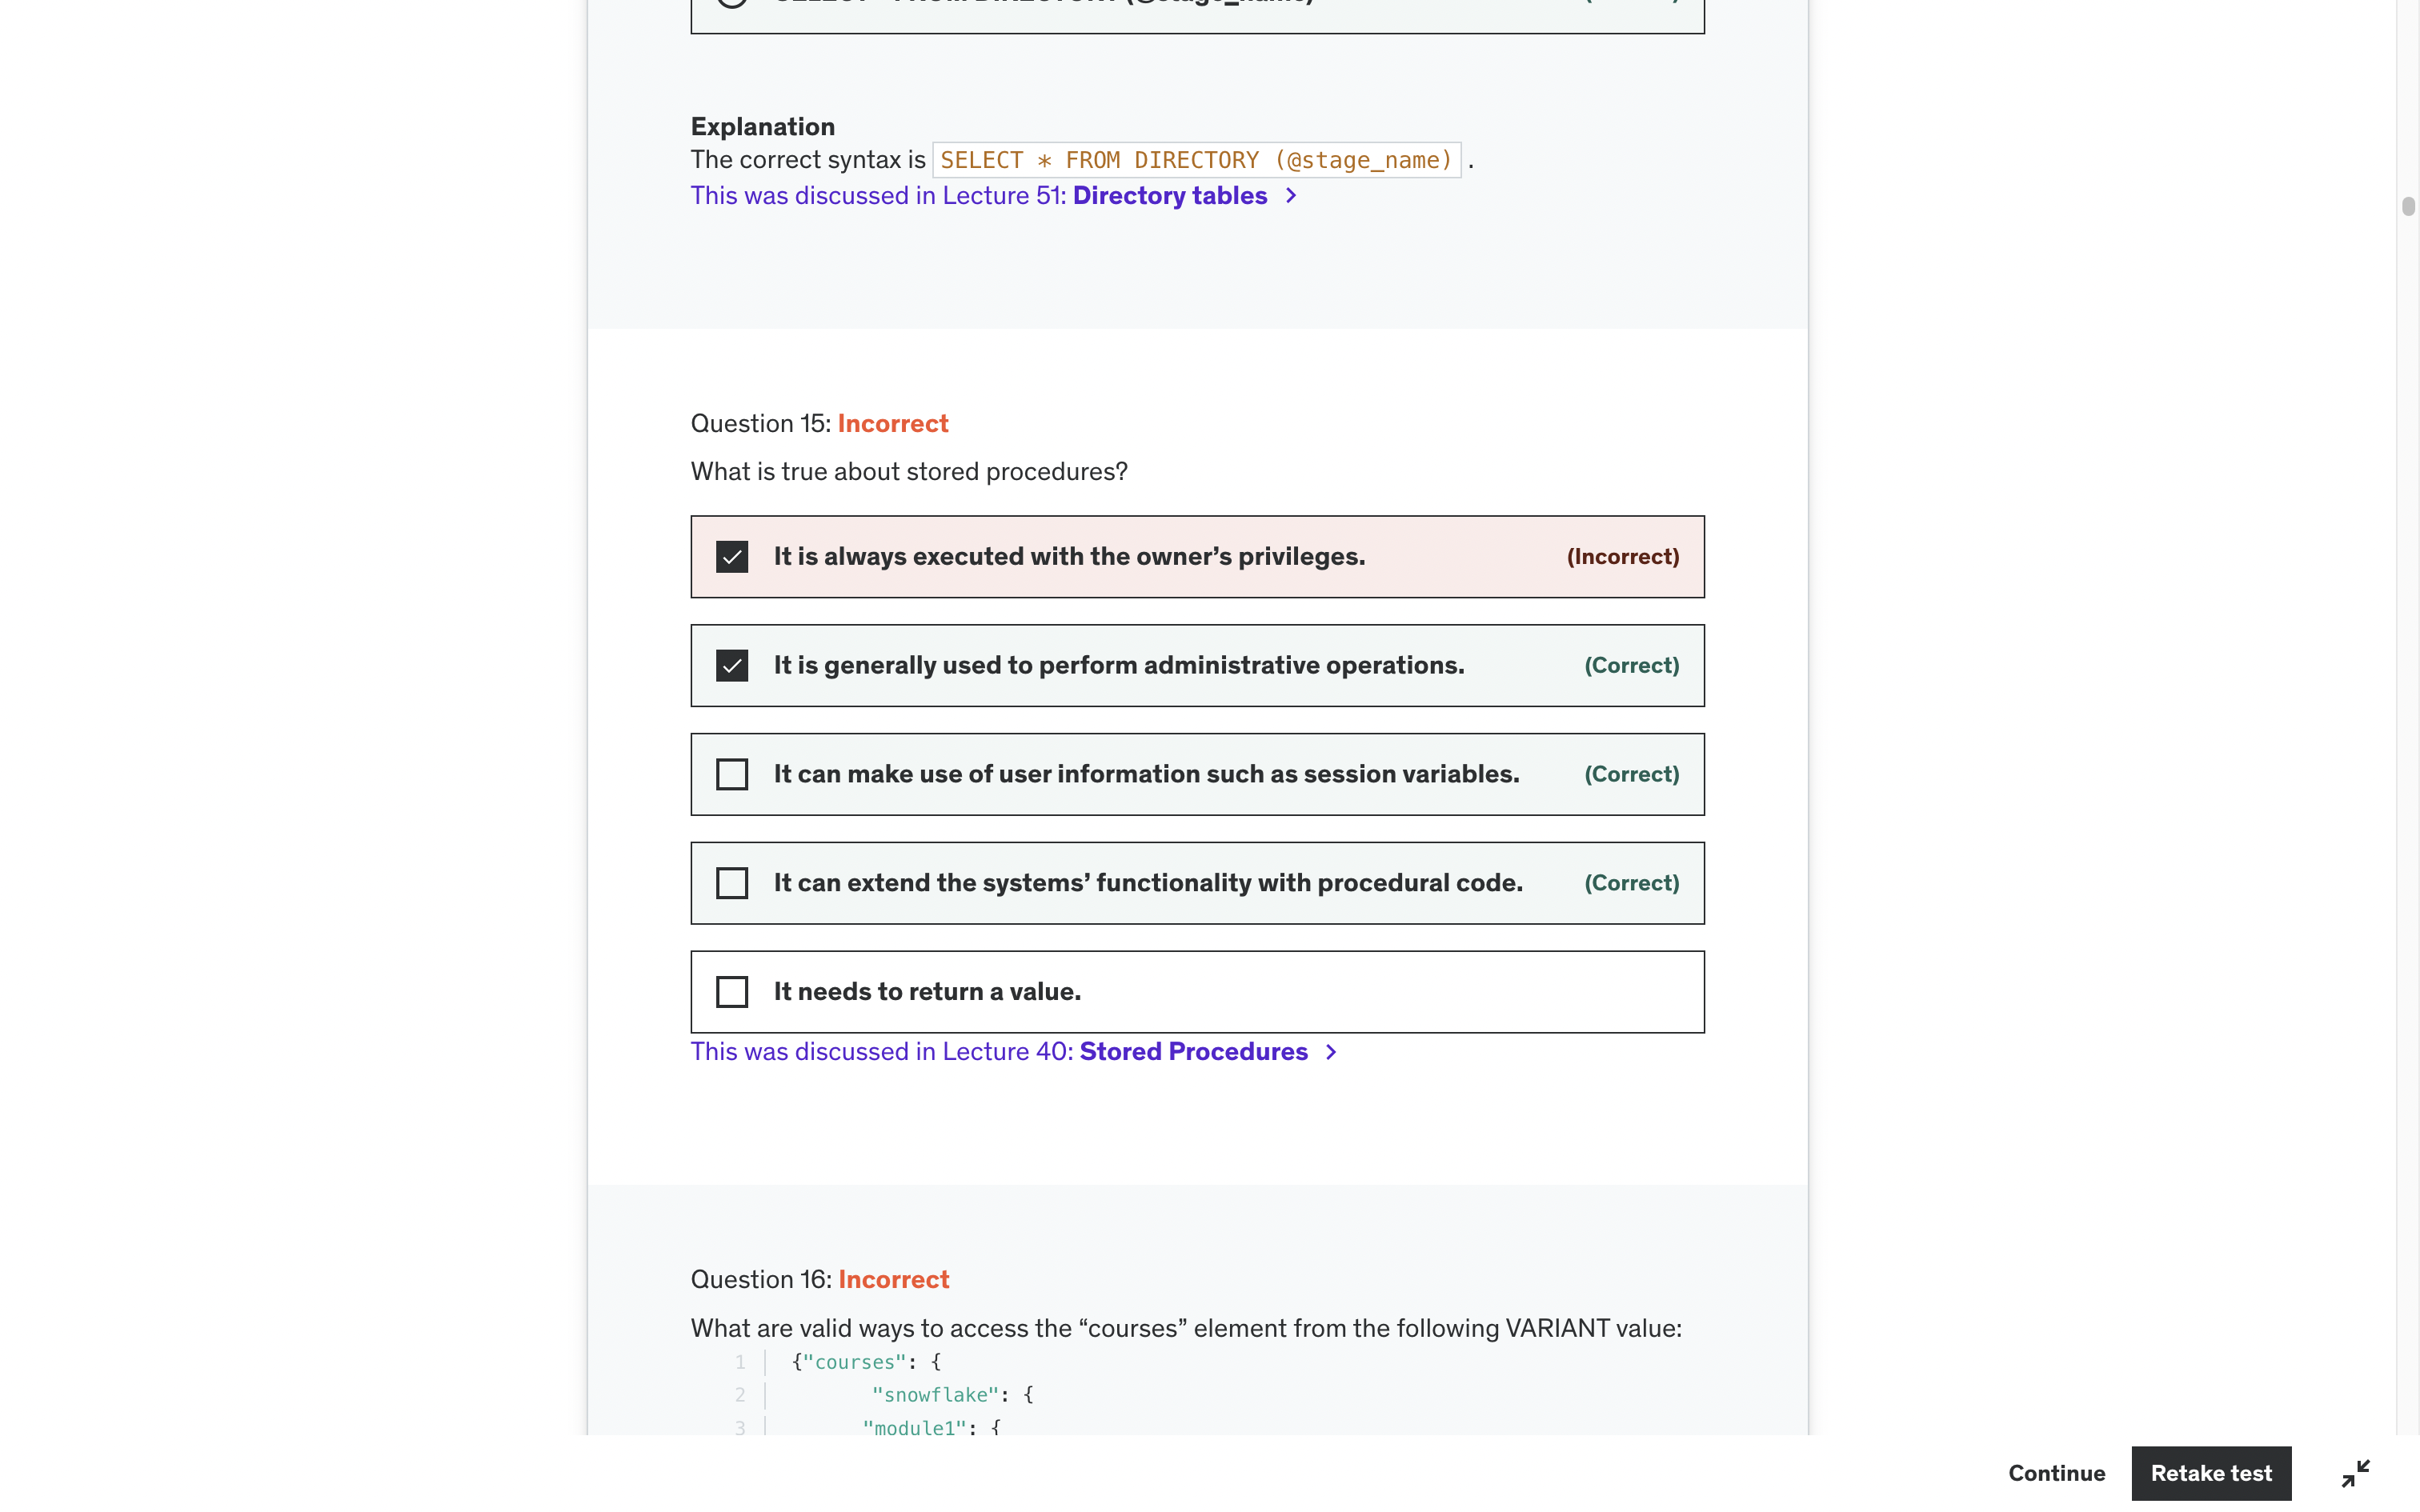 Explanation
The correct syntax is SELECT * FROM DIRECTORY (@stage_name) .
This was discussed in Lecture 51: Directory tables >
Question 15: Incorrect
What is true about stored procedures?
It is always executed with the owner’s privileges. (Incorrect)
It is generally used to perform administrative operations. (Correct)
It can make use of user information such as session variables. (Correct)
It can extend the systems’ functionality with procedural code. (Correct)
It needs to return a value.
This was discussed in Lecture 40: Stored Procedures >
Question 16: Incorrect
What are valid ways to access the “courses” element from the following VARIANT value:
1 {"courses": {
2 "snowflake": {
3 "module1": {
Continue Retake test